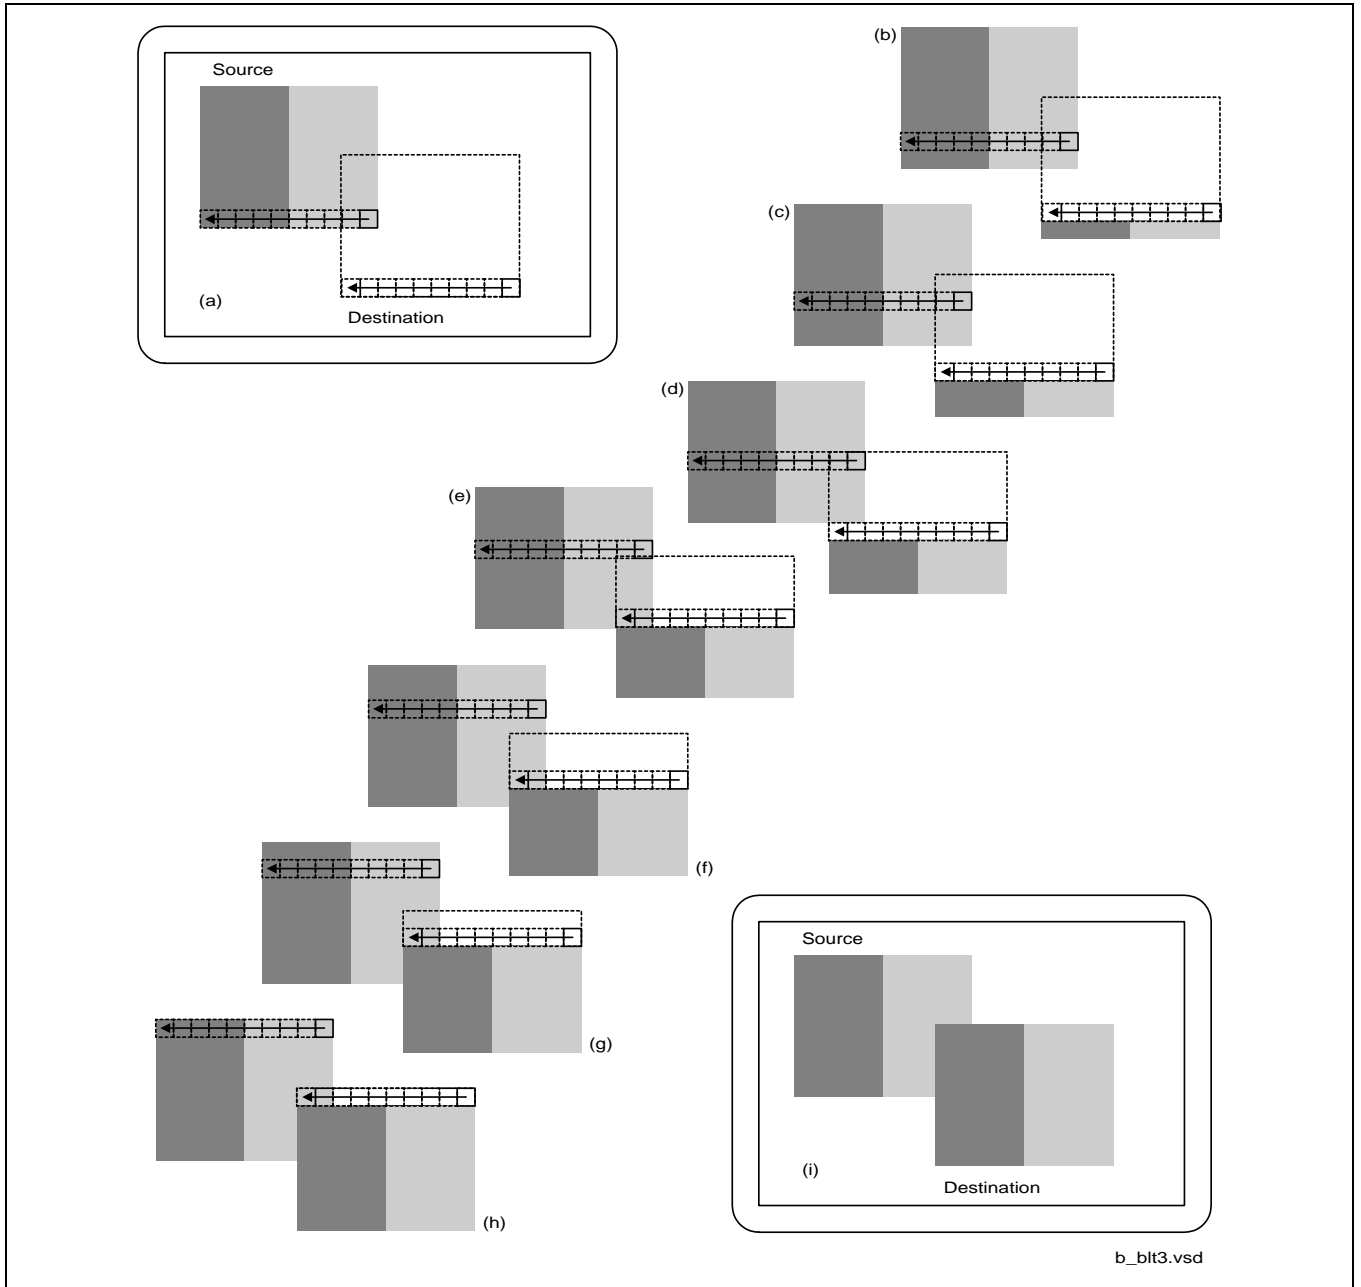 Source
(a)
Destination
(b)
(c)
(d)
(e)
(f)
(g)
(h)
Source
(i)
Destination
b_blt3.vsd